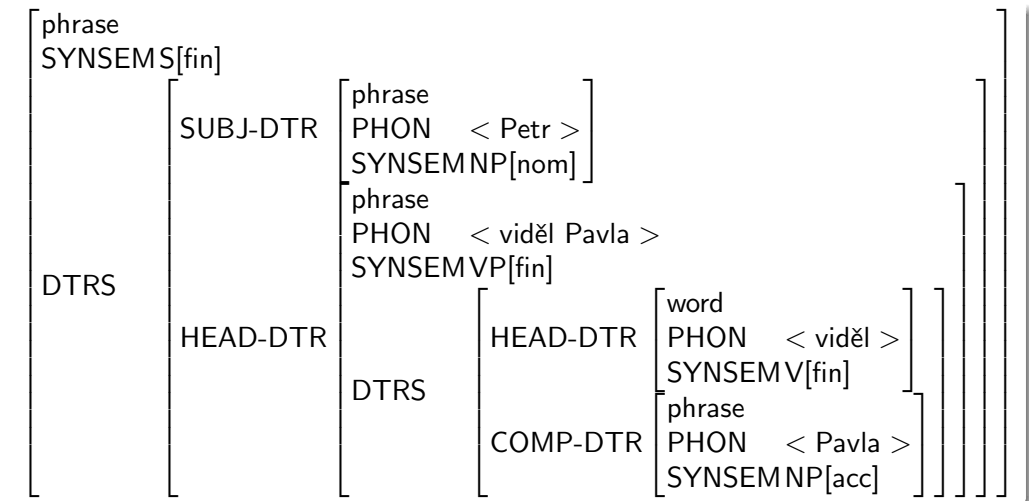 phrase
SYNSEM S[fin]
DTRS
SUBJ-DTR
phrase
PHON < Petr >
SYNSEM NP[nom]
HEAD-DTR
phrase
PHON < viděl Pavla >
SYNSEM VP[fin]
DTRS
HEAD-DTR
word
PHON < viděl >
SYNSEM V[fin]
COMP-DTR
phrase
PHON < Pavla >
SYNSEM NP[acc]